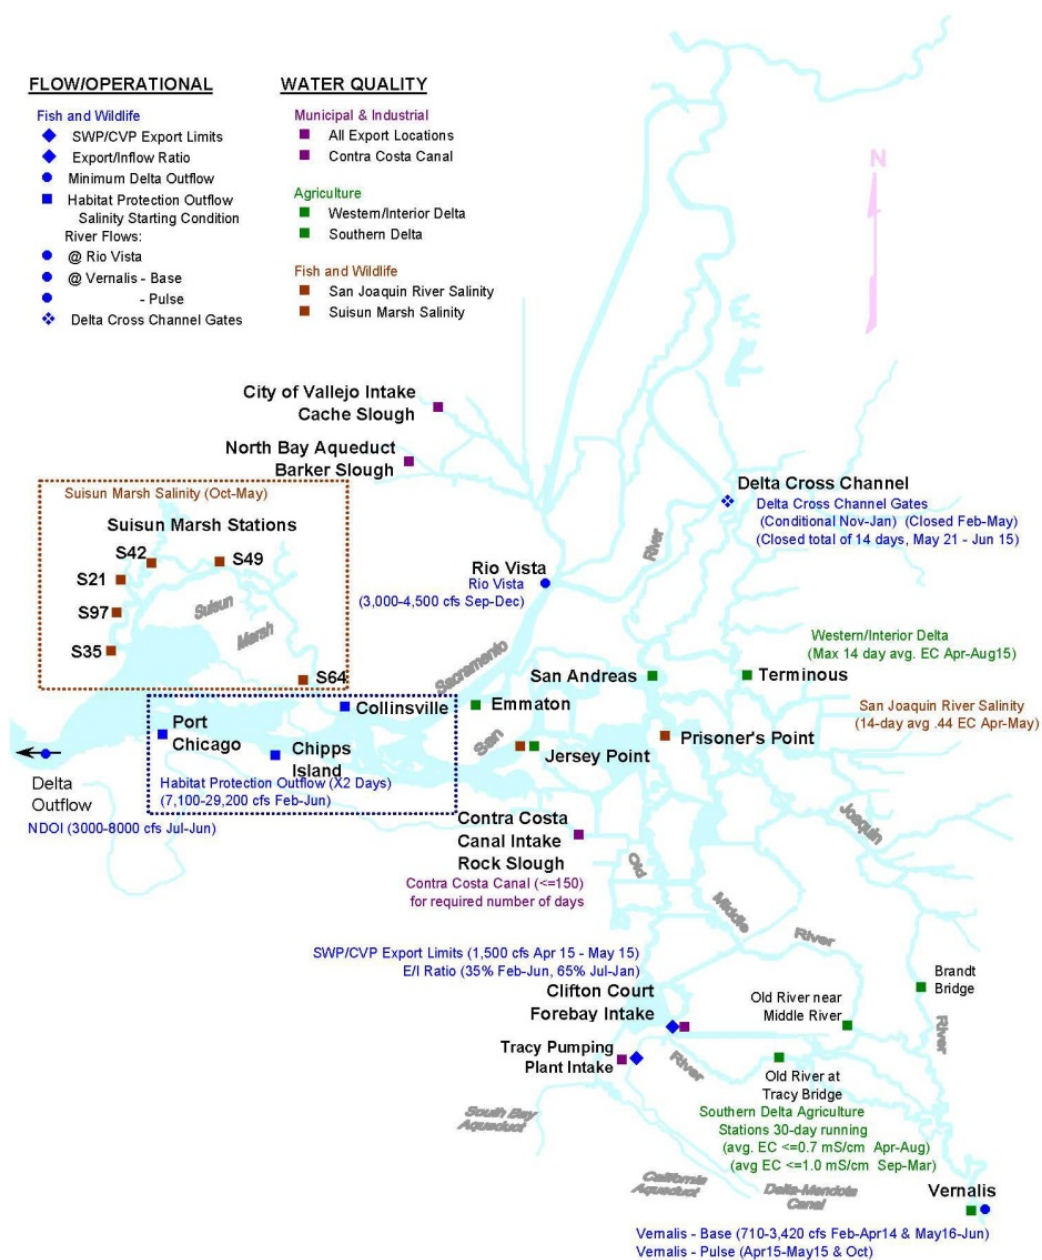 FLOW/OPERATIONAL
Fish and Wildlife
SWP/CVP Export Limits
Export/Inflow Ratio
Minimum Delta Outflow
Habitat Protection Outflow
Salinity Starting Condition
River Flows:
@ Rio Vista
@ Vernalis - Base
- Pulse
Delta Cross Channel Gates
WATER QUALITY
Municipal & Industrial
All Export Locations
Contra Costa Canal
Agriculture
Western/Interior Delta
Southern Delta
Fish and Wildlife
San Joaquin River Salinity
Suisun Marsh Salinity
N
City of Vallejo Intake
Cache Slough
North Bay Aqueduct
Barker Slough
Delta Cross Channel
Delta Cross Channel Gates
(Conditional Nov-Jan) (Closed Feb-May)
(Closed total of 14 days, May 21 - Jun 15)
Suisun Marsh Salinity (Oct-May)
Suisun Marsh Stations
S42
S49
S21
S97
S35
S64
Suisun
Marsh
River
Rio Vista
Rio Vista
(3,000-4,500 cfs Sep-Dec)
Sacramento
Western/Interior Delta
(Max 14 day avg. EC Apr-Aug15)
San Andreas
Terminous
Emmaton
Collinsville
San Joaquin River Salinity
(14-day avg .44 EC Apr-May)
Port
Chicago
Chipps
Island
San
Jersey Point
Prisoner's Point
Delta
Outflow
Habitat Protection Outflow (X2 Days)
(7,100-29,200 cfs Feb-Jun)
NDOI (3000-8000 cfs Jul-Jun)
Contra Costa
Canal Intake
Rock Slough
Contra Costa Canal (<=150)
for required number of days
Joaquin
Old
Middle
River
SWP/CVP Export Limits (1,500 cfs Apr 15 - May 15)
E/I Ratio (35% Feb-Jun, 65% Jul-Jan)
Clifton Court
Forebay Intake
Brandt
Bridge
Old River near
Middle River
River
Tracy Pumping
Plant Intake
River
Old River at
Tracy Bridge
South Bay
Aqueduct
Southern Delta Agriculture
Stations 30-day running
(avg. EC <=0.7 mS/cm Apr-Aug)
(avg EC <=1.0 mS/cm Sep-Mar)
California
Aqueduct
Delta-Mendota
Canal
Vernalis
Vernalis - Base (710-3,420 cfs Feb-Apr14 & May16-Jun)
Vernalis - Pulse (Apr15-May15 & Oct)